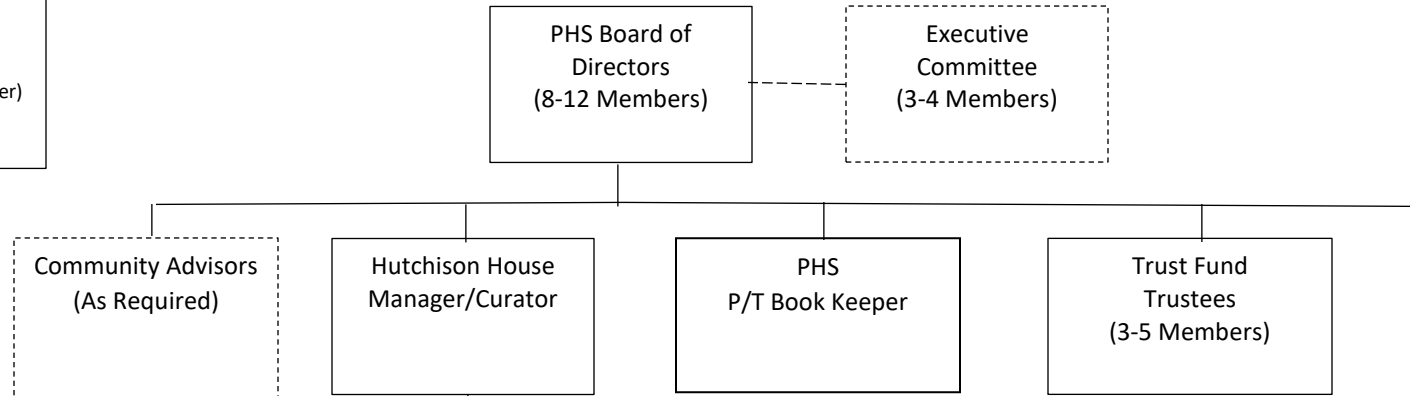 PHS Board of
Directors
(8-12 Members)
Executive
Committee
(3-4 Members)
er)
Community Advisors
(As Required)
Hutchison House
Manager/Curator
PHS
P/T Book Keeper
Trust Fund
Trustees
(3-5 Members)